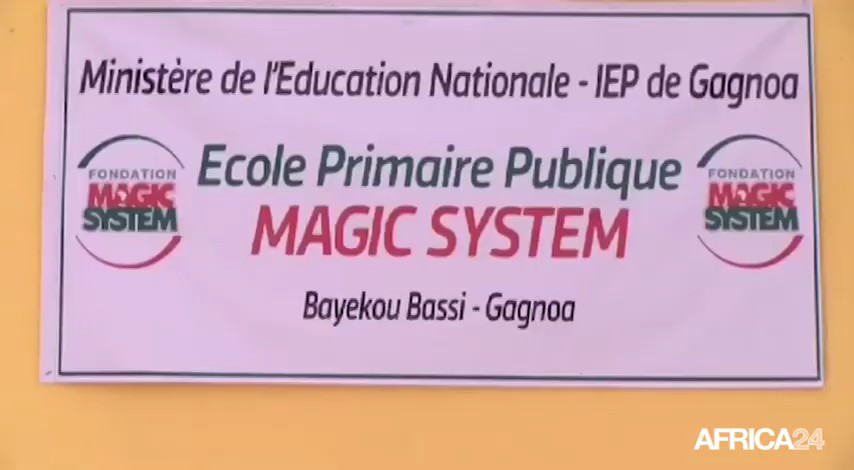 Ministère de l'Education Nationale - IEP de Gagnoa
Ecole Primaire Publique
MAGIC SYSTEM
Bayekou Bassi - Gagnoa
FONDATION
MAGIC
SYSTEM
FONDATION
MAGIC
SYSTEM
AFRICA24